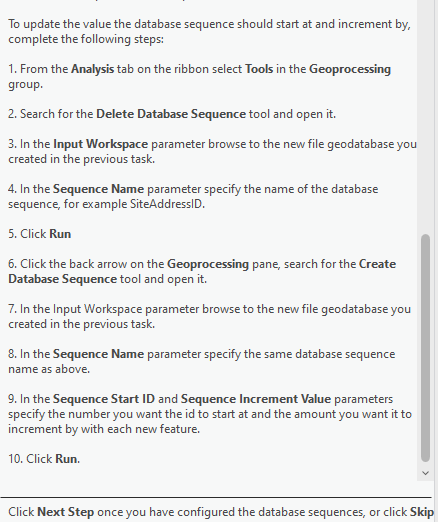 To update the value the database sequence should start at and increment by,
complete the following steps:
1. From the Analysis tab on the ribbon select Tools in the Geoprocessing
group.
2. Search for the Delete Database Sequence tool and open it.
3. In the Input Workspace parameter browse to the new file geodatabase you
created in the previous task.
4. In the Sequence Name parameter specify the name of the database
sequence, for example SiteAddressID.
5. Click Run
6. Click the back arrow on the Geoprocessing pane, search for the Create
Database Sequence tool and open it.
7. In the Input Workspace parameter browse to the new file geodatabase you
created in the previous task.
8. In the Sequence Name parameter specify the same database sequence
name as above.
9. In the Sequence Start ID and Sequence Increment Value parameters
specify the number you want the id to start at and the amount you want it to
increment by with each new feature.
10. Click Run.
Click Next Step once you have configured the database sequences, or click Skip